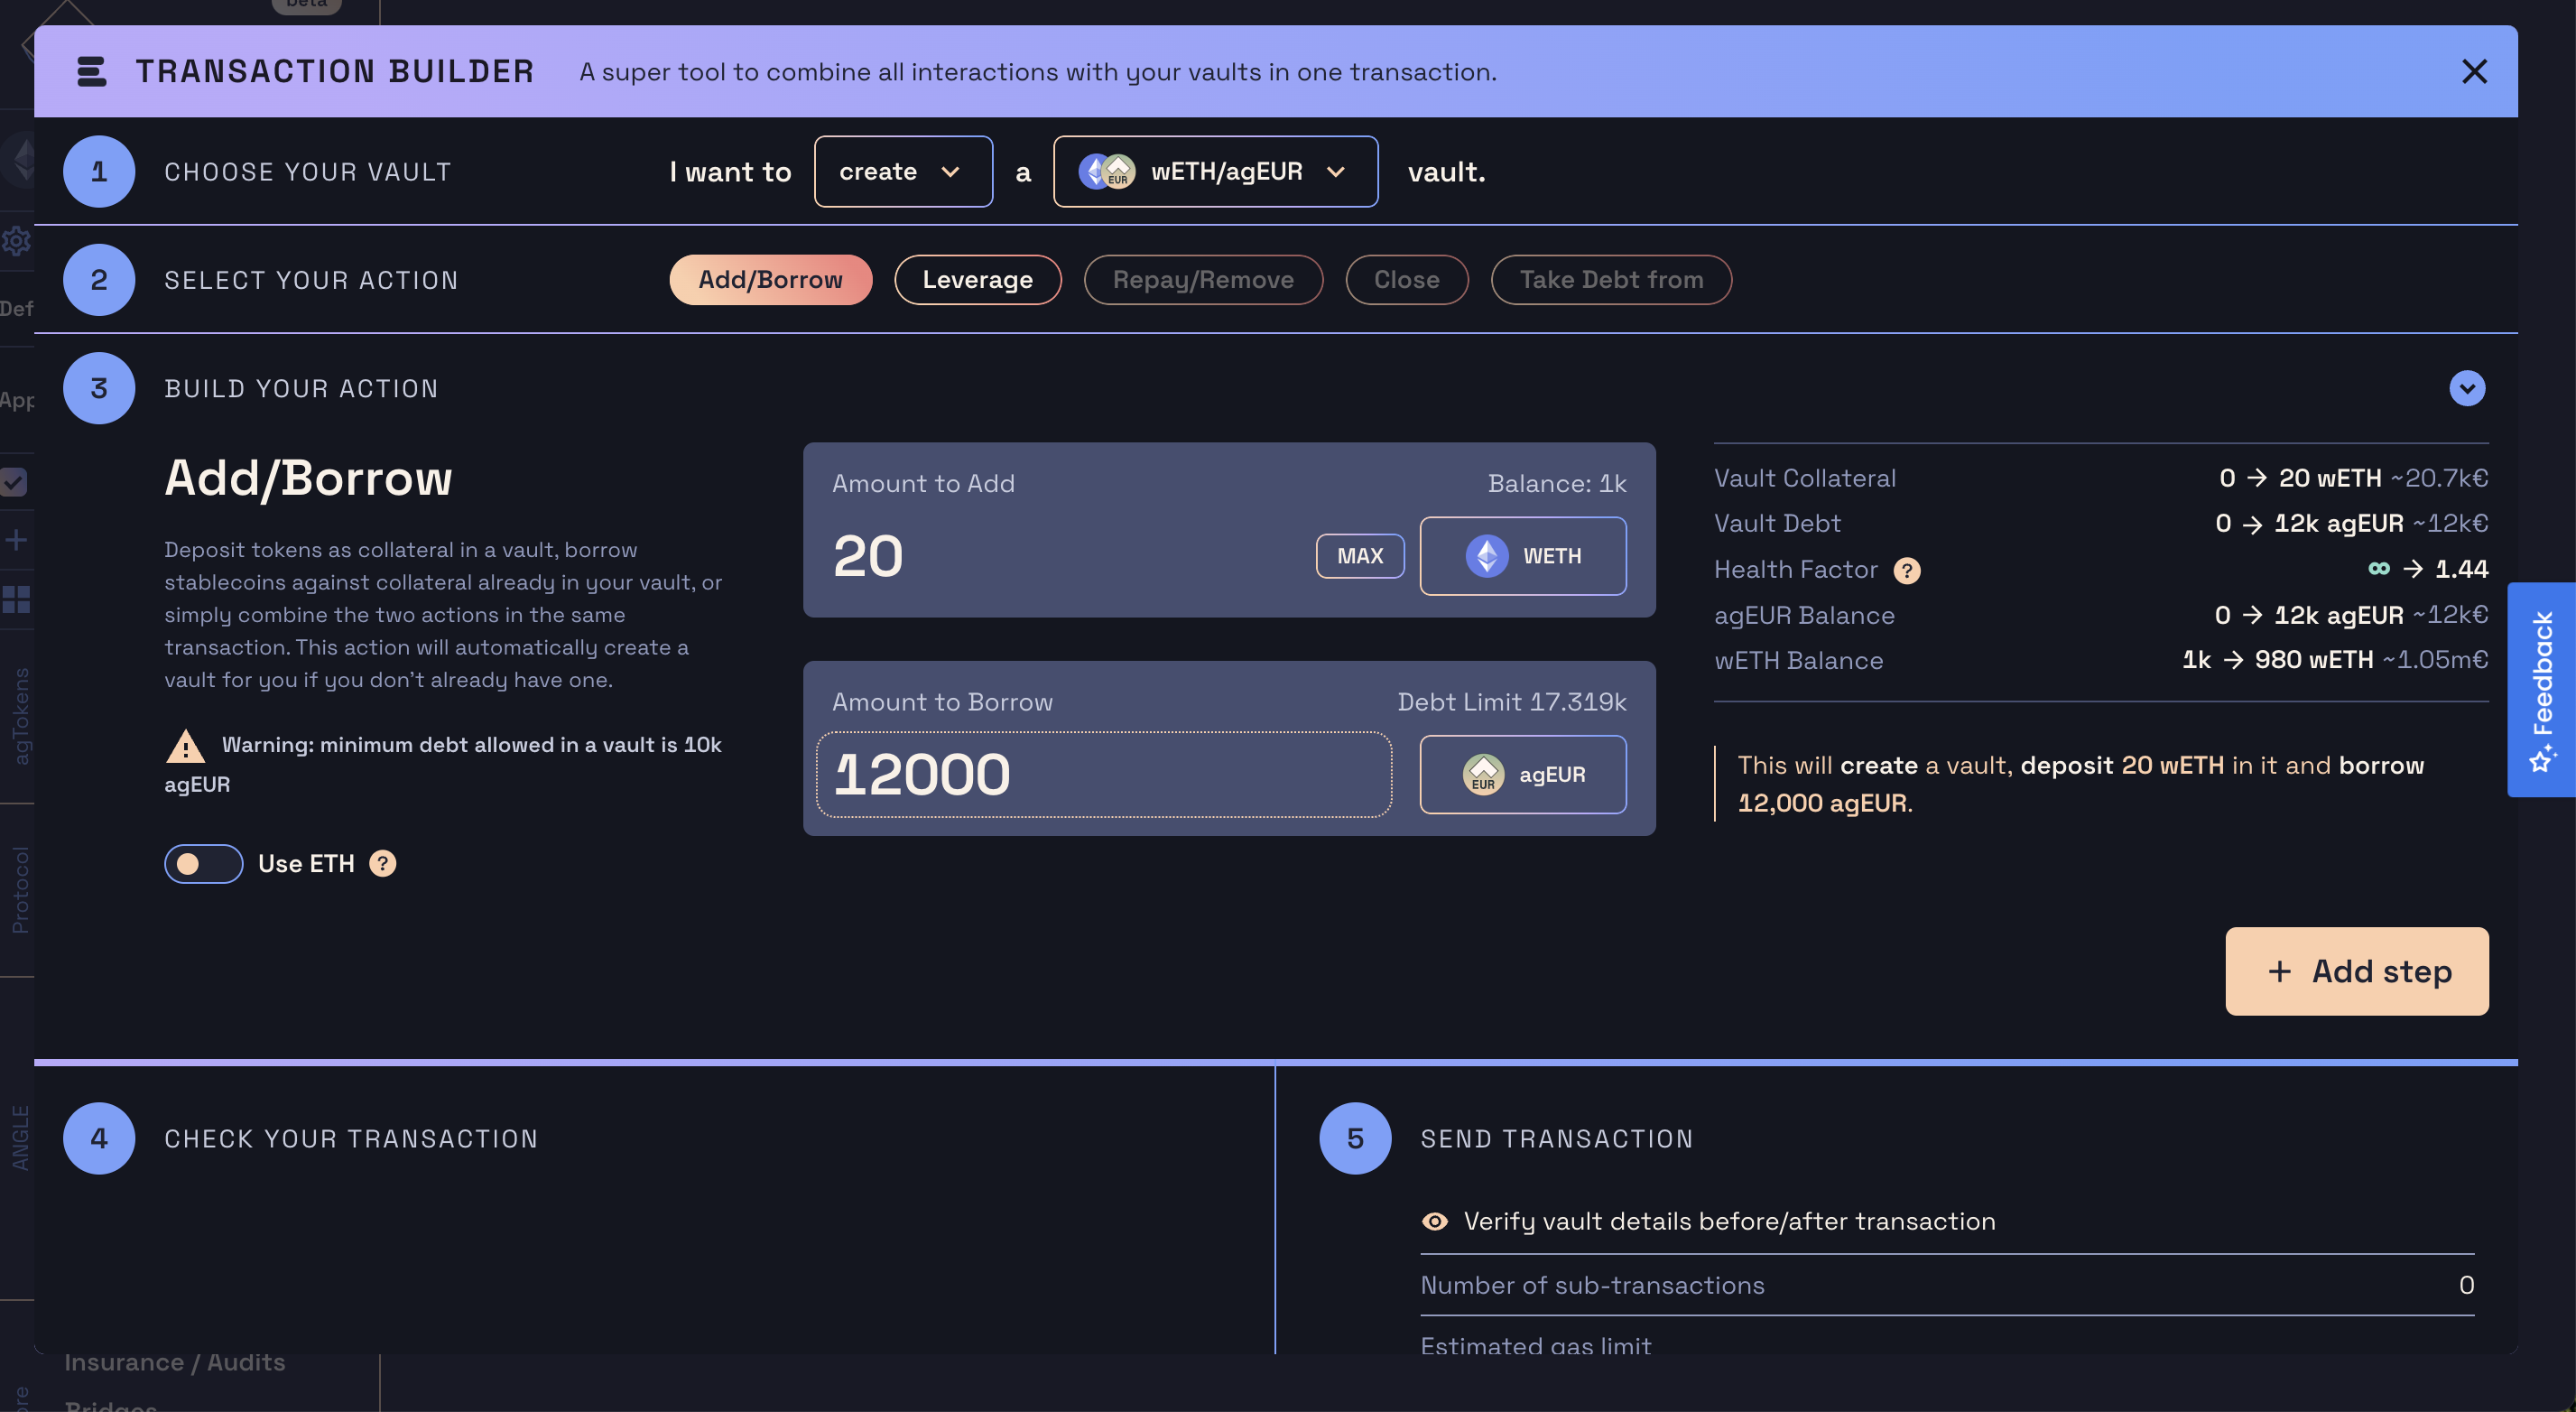 beta
TRANSACTION BUILDER A super tool to combine all interactions with your vaults in one transaction.
1 CHOOSE YOUR VAULT I want to create a EUR wETH/agEUR vault.
2 SELECT YOUR ACTION Add/Borrow Leverage Repay/Remove Close Take Debt from
Def
3 BUILD YOUR ACTION
App
Add/Borrow
Deposit tokens as collateral in a vault, borrow
stablecoins against collateral already in your vault, or
simply combine the two actions in the same
transaction. This action will automatically create a
vault for you if you don't already have one.
! Warning: minimum debt allowed in a vault is 10k
agEUR
Use ETH ?
Amount to Add Balance: 1k
20 MAX WETH
Amount to Borrow Debt Limit 17.319k
12000 EUR agEUR
Vault Collateral 0 → 20 wETH ~20.7k€
Vault Debt 0 → 12k agEUR ~12k€
Health Factor ? ∞ → 1.44
agEUR Balance 0 → 12k agEUR ~12k€
wETH Balance 1k → 980 wETH ~1.05m€
This will create a vault, deposit 20 wETH in it and borrow
12,000 agEUR.
+ Add step
Feedback
agTokens
Protocol
ANGLE
4 CHECK YOUR TRANSACTION
5 SEND TRANSACTION
Verify vault details before/after transaction
Number of sub-transactions 0
Estimated gas limit
Insurance / Audits
Bridges
ore